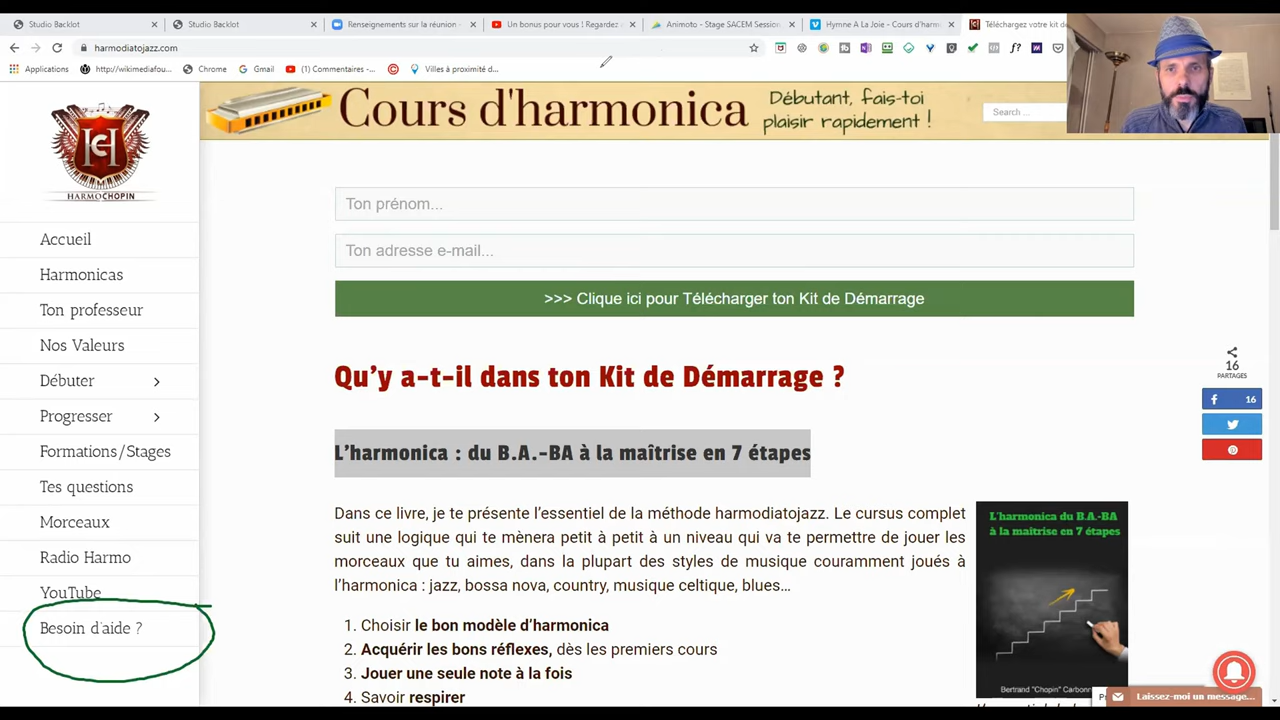 Studio Backlot
Studio Backlot
Renseignements sur la réunion -
Un bonus pour vous ! Regardez
Animoto - Stage SACEM Session
Hymne A La Joie - Cours d'harm
Téléchargez votre kit de
harmodiatojazz.com
Applications
http://wikimediafou...
Chrome
Gmail
(1) Commentaires -...
Villes à proximité d...
Cours d'harmonica
Débutant, fais-toi
plaisir rapidement !
Search ...
HC
HARMOCHOPIN
Accueil
Harmonicas
Ton professeur
Nos Valeurs
Débuter
Progresser
Formations/Stages
Tes questions
Morceaux
Radio Harmo
YouTube
Besoin d'aide ?
Ton prénom...
Ton adresse e-mail...
>>> Clique ici pour Télécharger ton Kit de Démarrage
Qu'y a-t-il dans ton Kit de Démarrage ?
L'harmonica : du B.A.-BA à la maîtrise en 7 étapes
Dans ce livre, je te présente l'essentiel de la méthode harmodiatojazz. Le cursus complet
tout ce logique qui te mènera petit à petit à un niveau qui va te permettre de jouer les
morceaux que tu aimes, dans la plupart des styles de musique couramment joués à
l'harmonica : jazz, bossa nova, country, musique celtique, blues...
1. Choisir le bon modèle d'harmonica
2. Acquérir les bons réflexes, dès les premiers cours
3. Jouer une seule note à la fois
4. Savoir respirer
L'harmonica du B.A.-BA
à la maîtrise en 7 étapes
Bertrand "Chopin" Carbonn
16
PARTAGES
16
Laissez-moi un message...